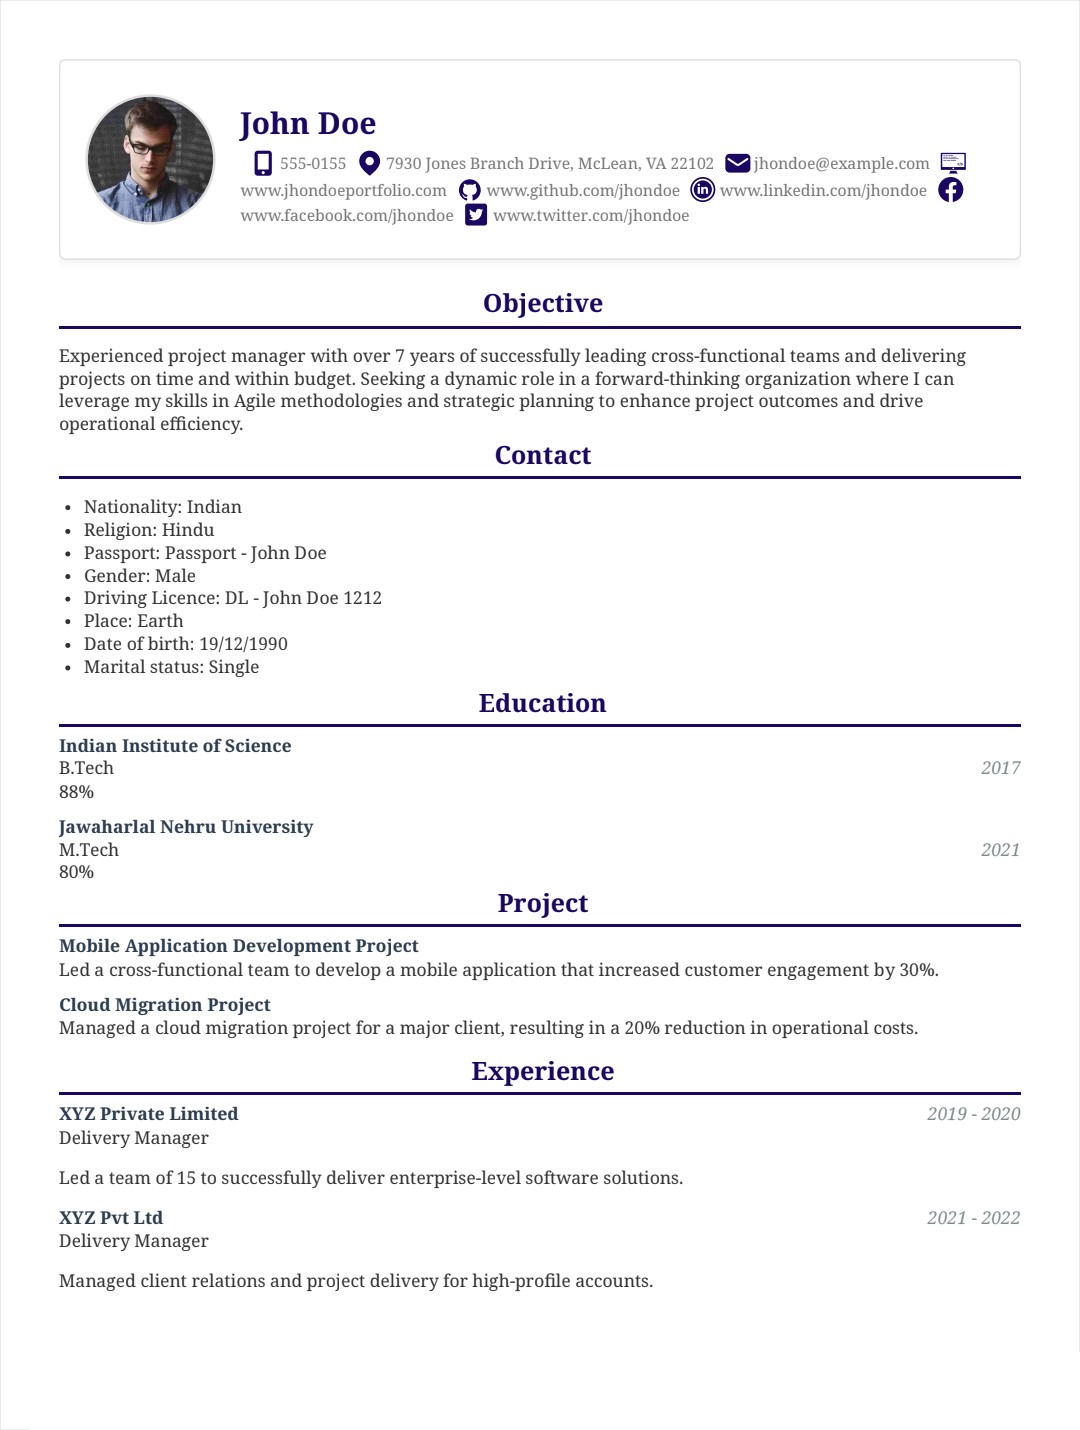 John Doe
555-0155 7930 Jones Branch Drive, McLean, VA 22102 jhondoe@example.com
www.jhondoeportfolio.com www.github.com/jhondoe www.linkedin.com/jhondoe
www.facebook.com/jhondoe www.twitter.com/jhondoe
Objective
Experienced project manager with over 7 years of successfully leading cross-functional teams and delivering
projects on time and within budget. Seeking a dynamic role in a forward-thinking organization where I can
leverage my skills in Agile methodologies and strategic planning to enhance project outcomes and drive
operational efficiency.
Contact
• Nationality: Indian
• Religion: Hindu
• Passport: Passport - John Doe
• Gender: Male
• Driving Licence: DL - John Doe 1212
• Place: Earth
• Date of birth: 19/12/1990
• Marital status: Single
Education
Indian Institute of Science
B.Tech 2017
88%
Jawaharlal Nehru University
M.Tech 2021
80%
Project
Mobile Application Development Project
Led a cross-functional team to develop a mobile application that increased customer engagement by 30%.
Cloud Migration Project
Managed a cloud migration project for a major client, resulting in a 20% reduction in operational costs.
Experience
XYZ Private Limited 2019 - 2020
Delivery Manager
Led a team of 15 to successfully deliver enterprise-level software solutions.
XYZ Pvt Ltd 2021 - 2022
Delivery Manager
Managed client relations and project delivery for high-profile accounts.